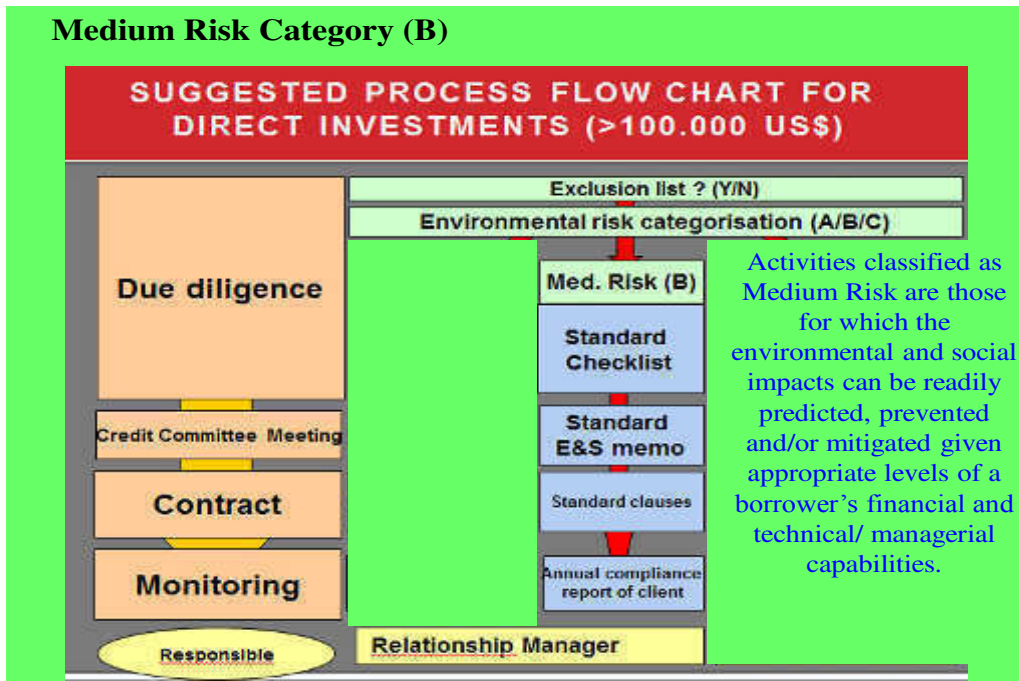 Medium Risk Category (B)
SUGGESTED PROCESS FLOW CHART FOR
DIRECT INVESTMENTS (>100.000 US$)
Exclusion list ? (Y/N)
Environmental risk categorisation (A/B/C)
Due diligence
Med. Risk (B)
Standard
Checklist
Credit Committee Meeting
Standard
E&S memo
Contract
Standard clauses
Monitoring
Annual compliance
report of client
Responsible
Relationship Manager
Activities classified as
Medium Risk are those
for which the
environmental and social
impacts can be readily
predicted, prevented
and/or mitigated given
appropriate levels of a
borrower’s financial and
technical/ managerial
capabilities.